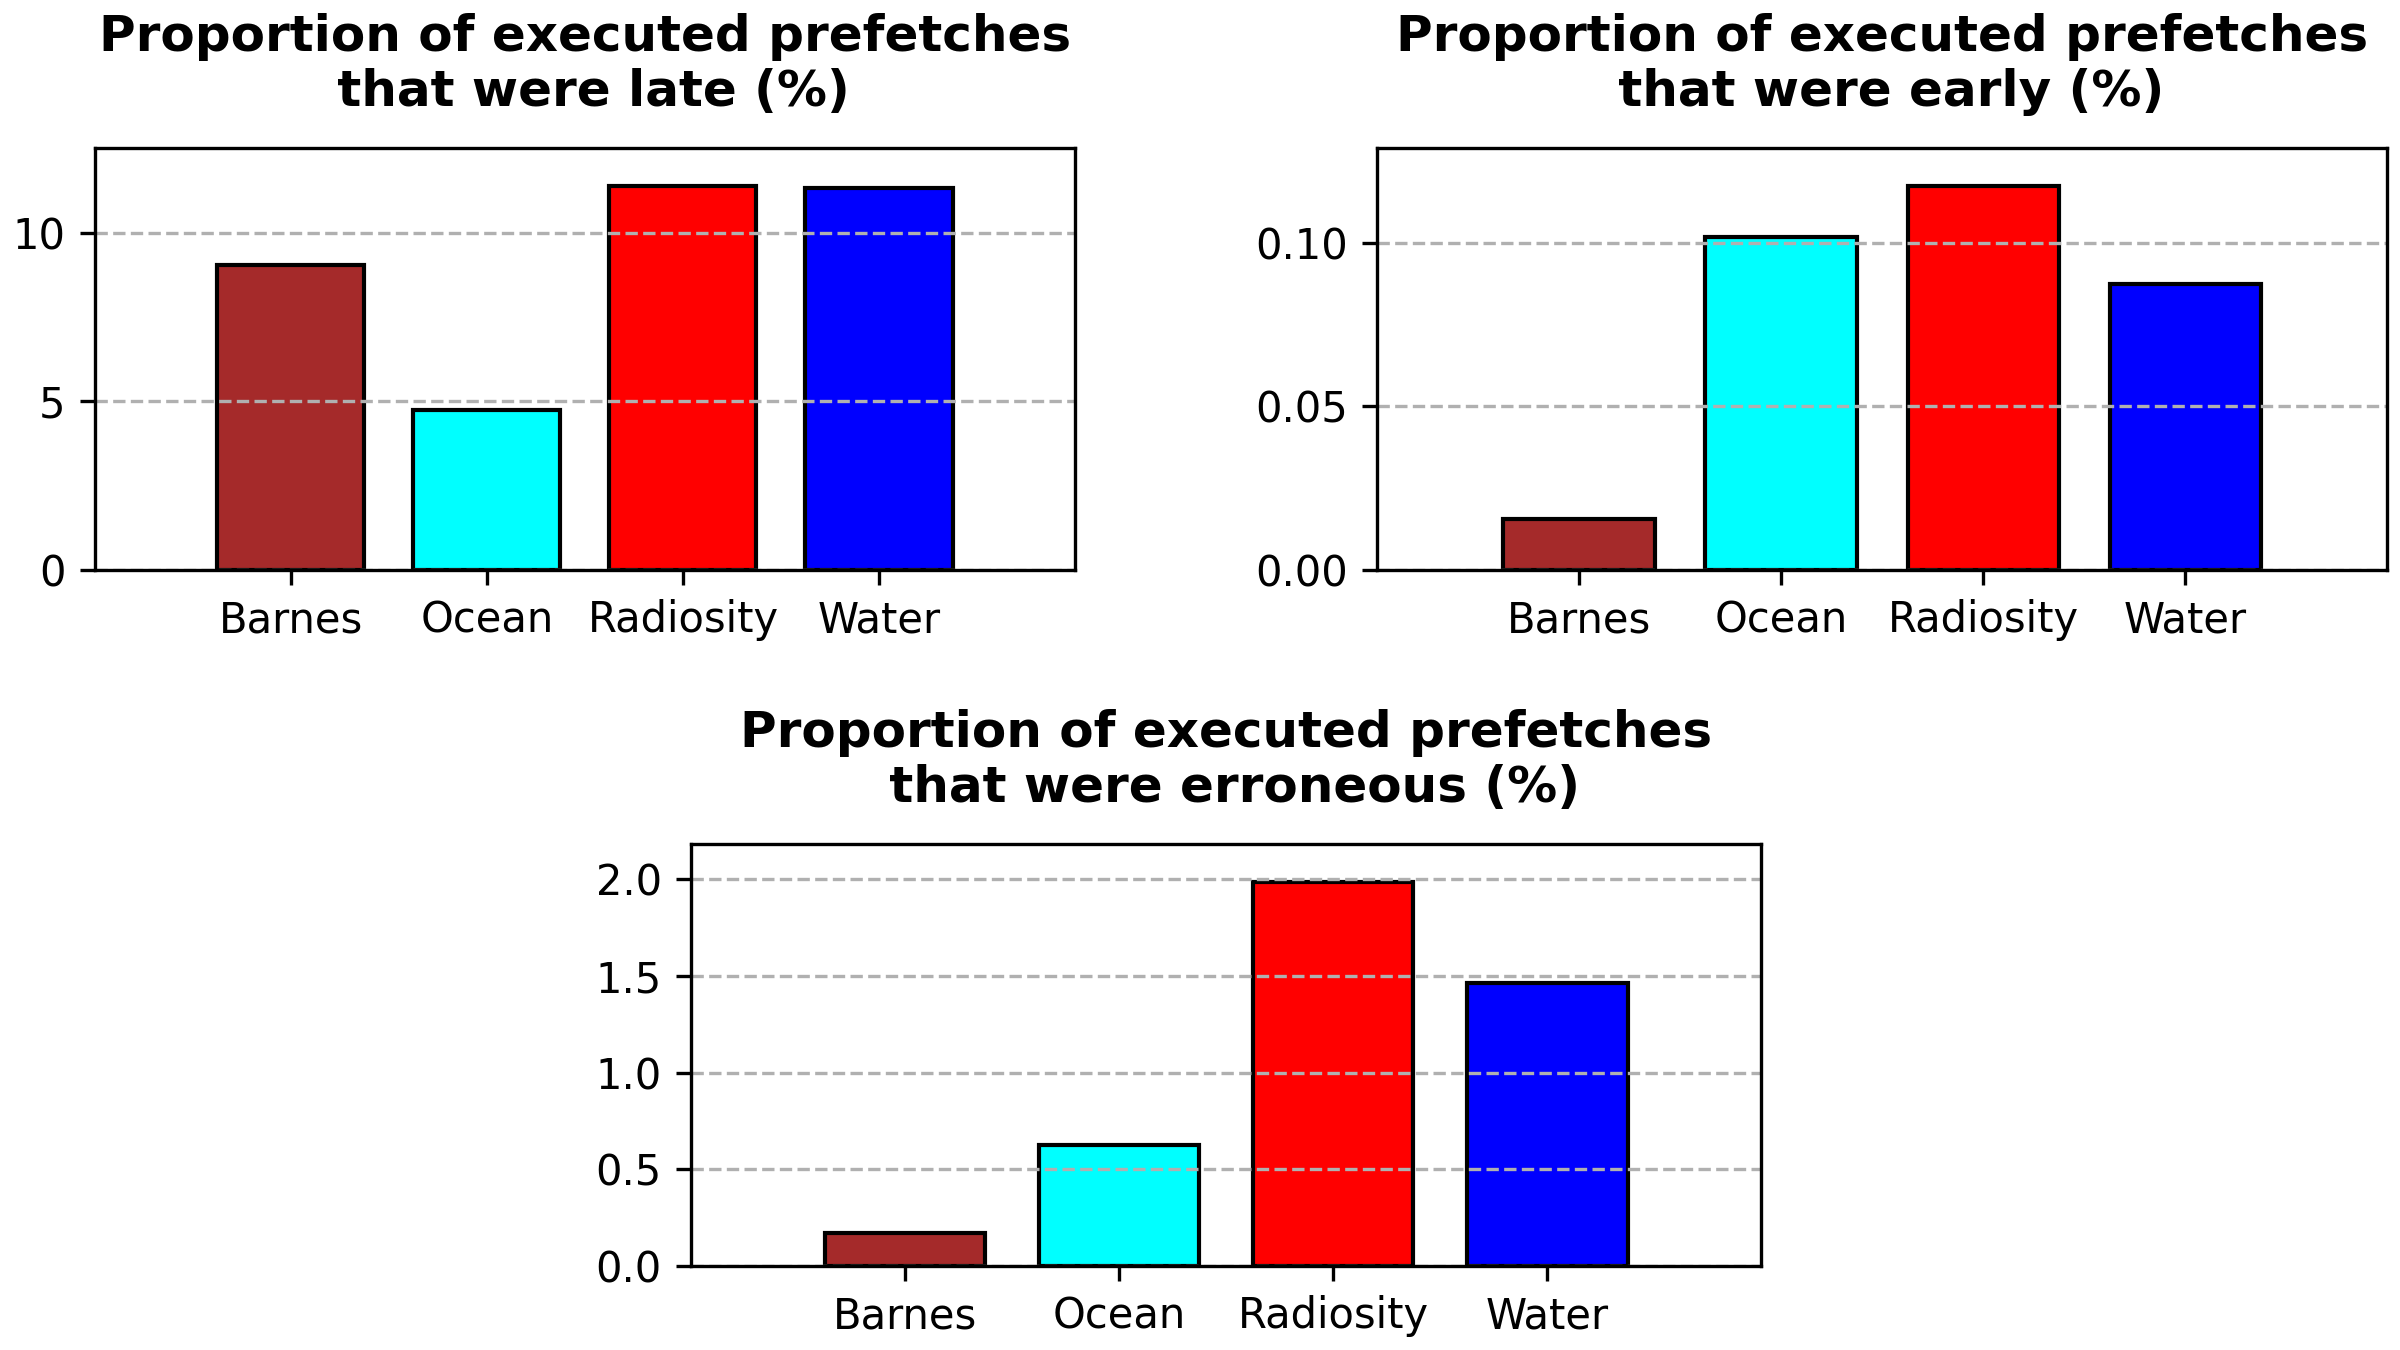 Proportion of executed prefetches
that were late (%)
10
5
0
Barnes Ocean Radiosity Water
Proportion of executed prefetches
that were early (%)
0.10
0.05
0.00
Barnes Ocean Radiosity Water
Proportion of executed prefetches
that were erroneous (%)
2.0
1.5
1.0
0.5
0.0
Barnes Ocean Radiosity Water